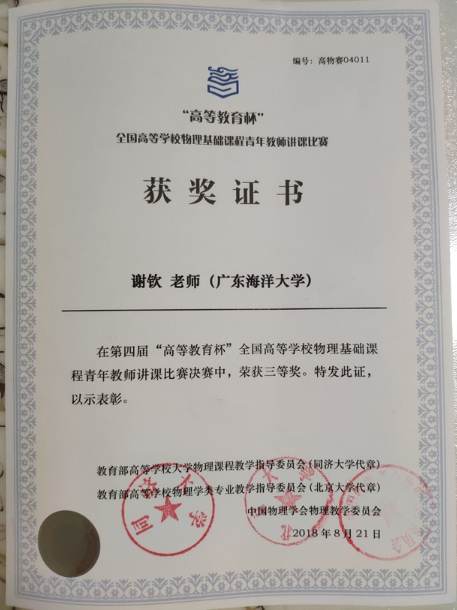 编号：高物赛04011
“高等教育杯”
全国高等学校物理基础课程青年教师讲课比赛
获奖证书
谢钦 老师（广东海洋大学）
在第四届“高等教育杯”全国高等学校物理基础课
程青年教师讲课比赛决赛中，荣获三等奖。特发此证，
以示表彰。
教育部高等学校大学物理课程教学指导委员会(同济大学代章)
教育部高等学校物理学类专业教学指导委员会(北京大学代章)
中国物理学会物理教学委员会
2018年8月21日
同济大学